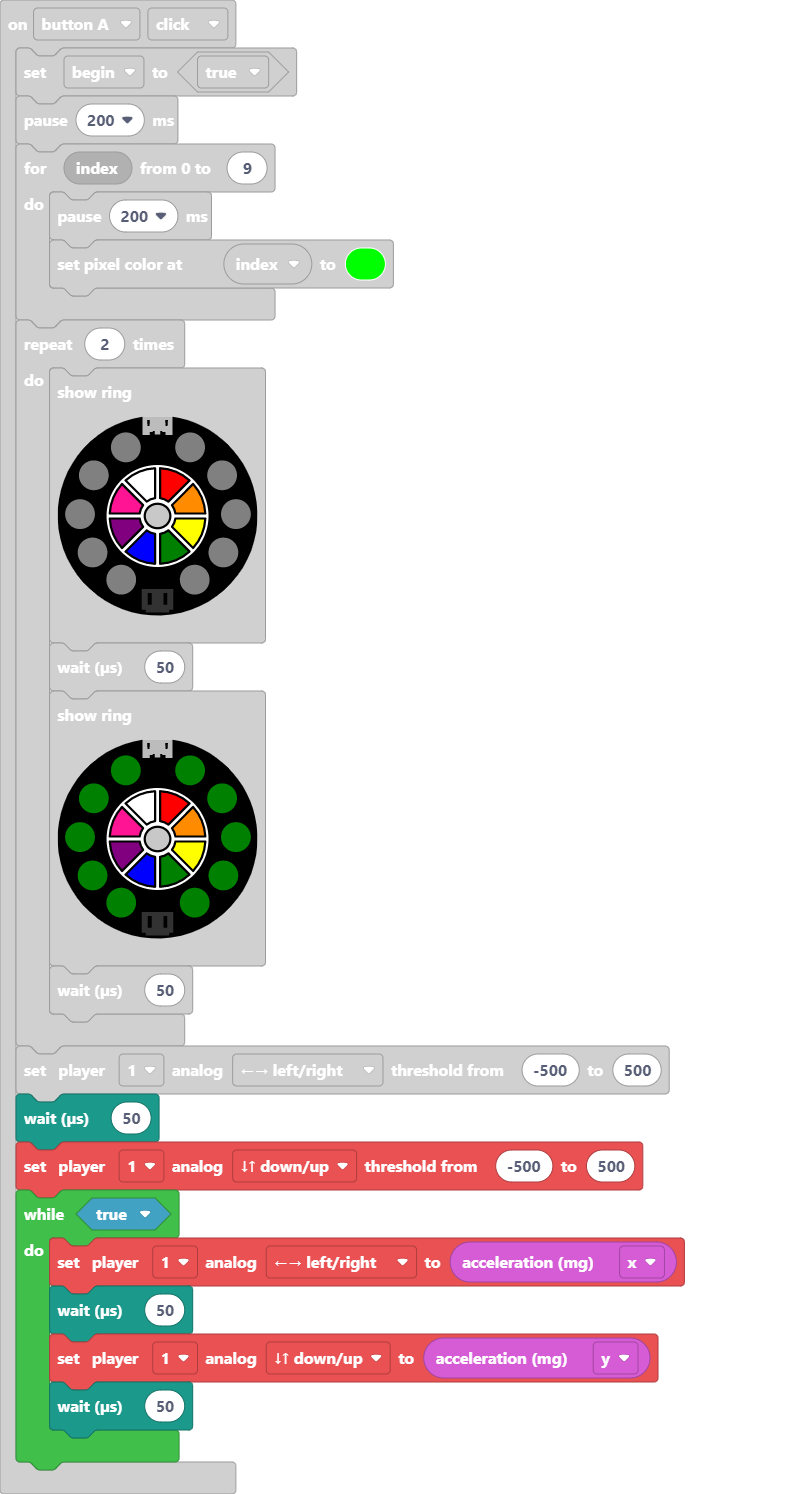 on button A click
set begin to true
pause 200 ms
for index from 0 to 9
do
pause 200 ms
set pixel color at index to
repeat 2 times
do
show ring
wait (µs) 50
show ring
wait (µs) 50
set player 1 analog ←→ left/right threshold from -500 to 500
wait (µs) 50
set player 1 analog ↓↑ down/up threshold from -500 to 500
while true
do
set player 1 analog ←→ left/right to acceleration (mg) x
wait (µs) 50
set player 1 analog ↓↑ down/up to acceleration (mg) y
wait (µs) 50